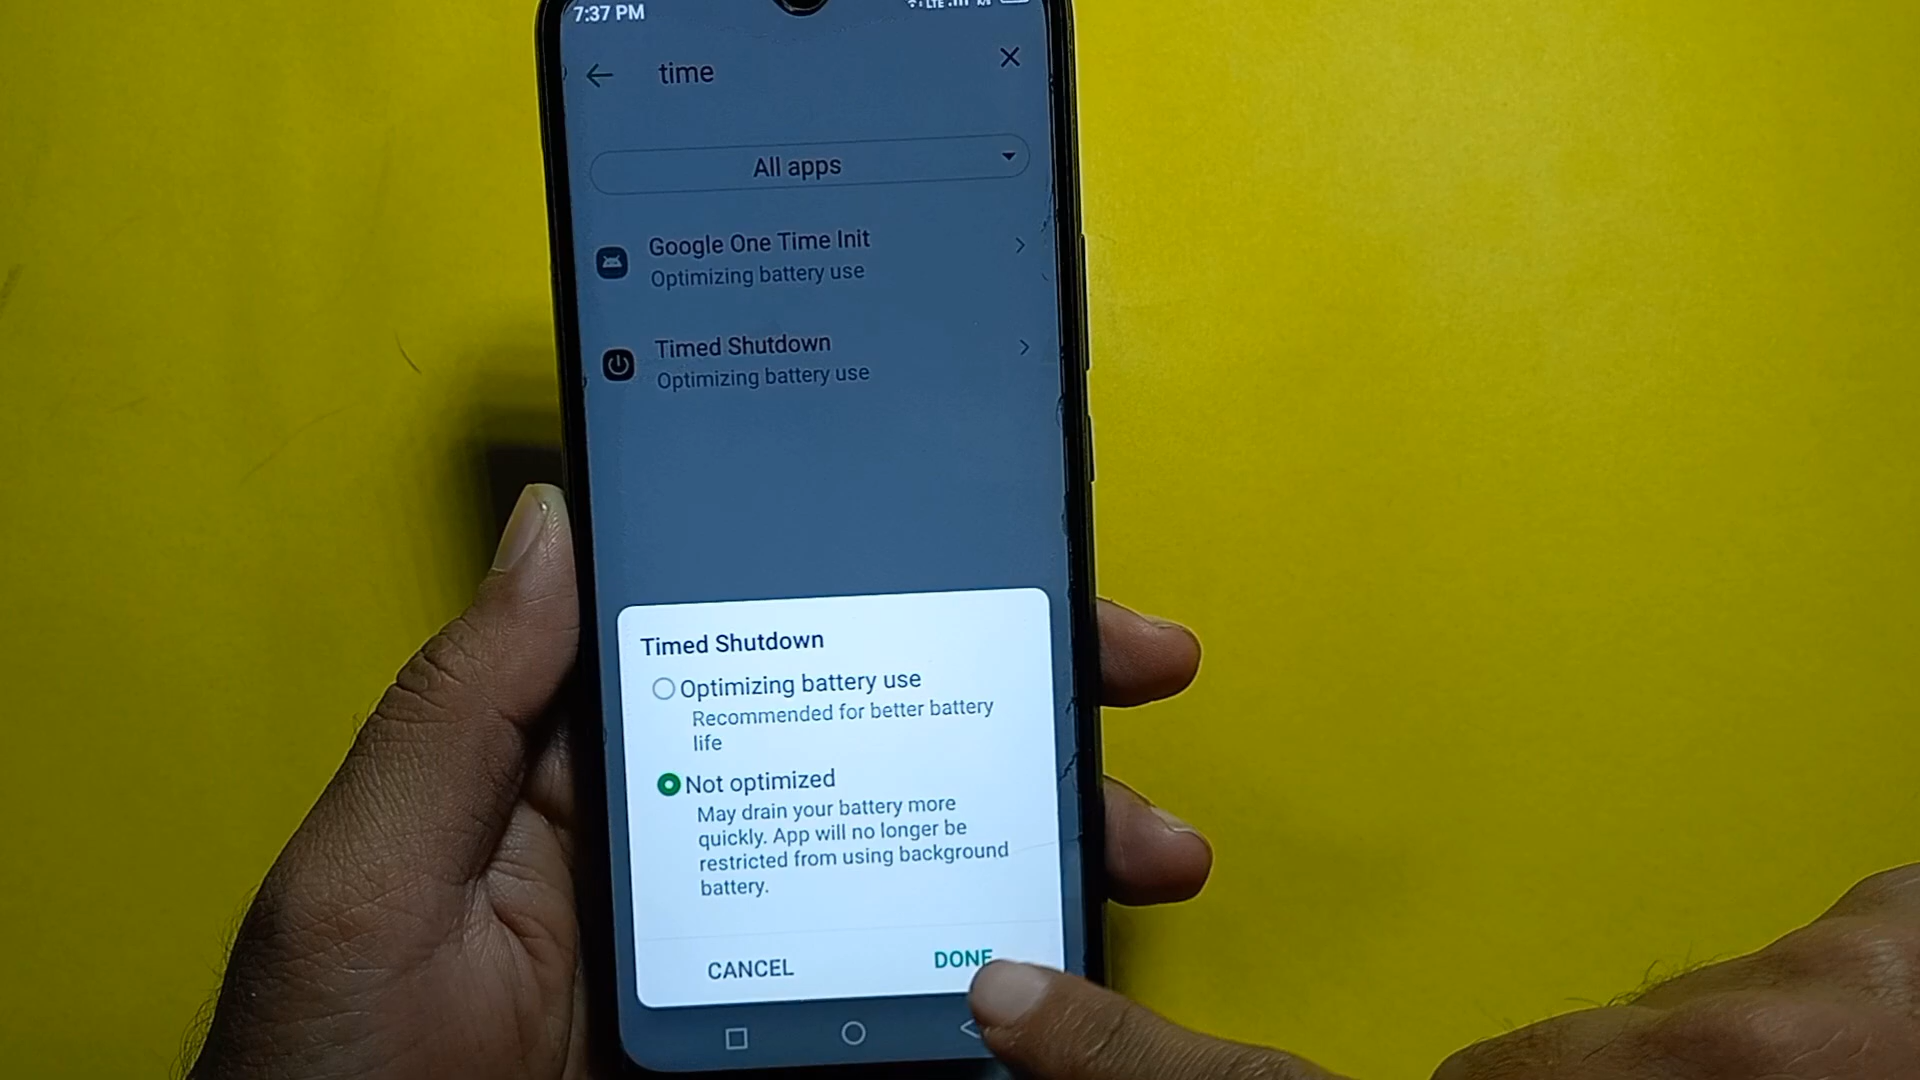 7:37 PM
LTE
time
All apps
Google One Time Init
Optimizing battery use
Timed Shutdown
Optimizing battery use
Timed Shutdown
Optimizing battery use
Recommended for better battery
life
Not optimized
May drain your battery more
quickly. App will no longer be
restricted from using background
battery.
CANCEL
DONE